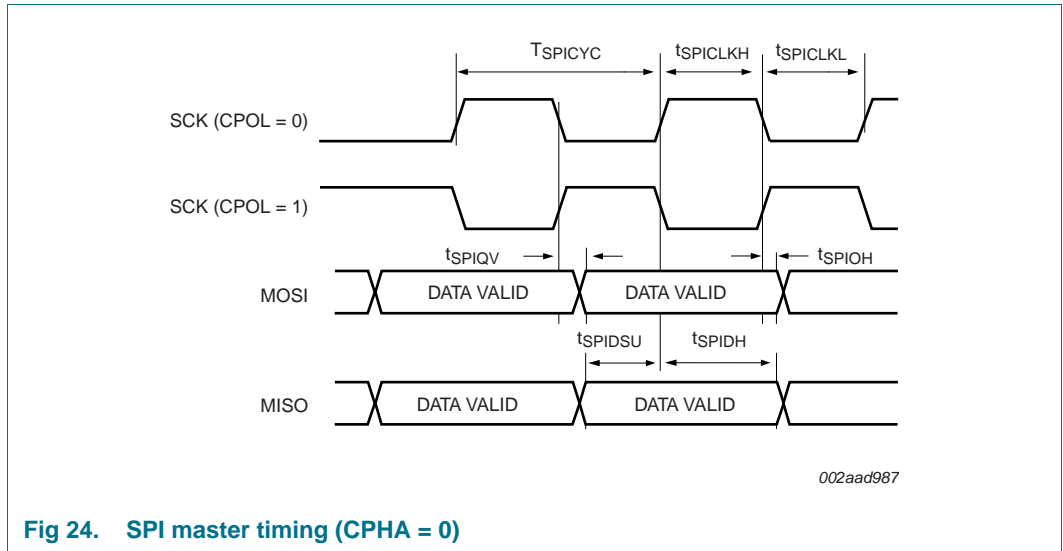 TSPICYC tSPICLKH tSPICLKL
SCK (CPOL = 0)
SCK (CPOL = 1)
tSPIQV tSPIOH
MOSI DATA VALID DATA VALID
tSPIDSU tSPIDH
MISO DATA VALID DATA VALID
002aad987
Fig 24. SPI master timing (CPHA = 0)